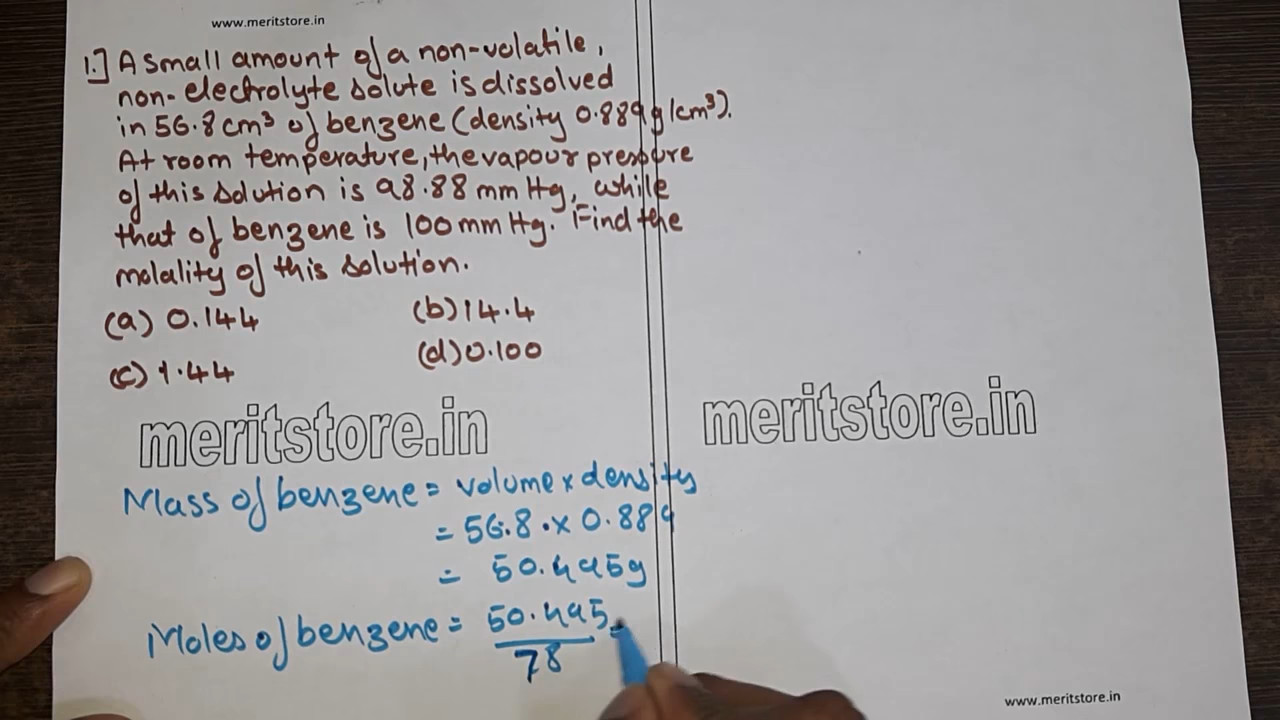 www.meritstore.in
1.] A small amount of a non-volatile,
non-electrolyte solute is dissolved
in 56.8 cm³ of benzene (density 0.889 g/cm³).
At room temperature, the vapour pressure
of this solution is 98.88 mm Hg, while
that of benzene is 100 mm Hg. Find the
molality of this solution.
(a) 0.144 (b) 14.4
(c) 1.44 (d) 0.100
meritstore.in meritstore.in
Mass of benzene = volume x density
= 56.8 x 0.889
= 50.495g
Moles of benzene = 50.495
78
www.meritstore.in